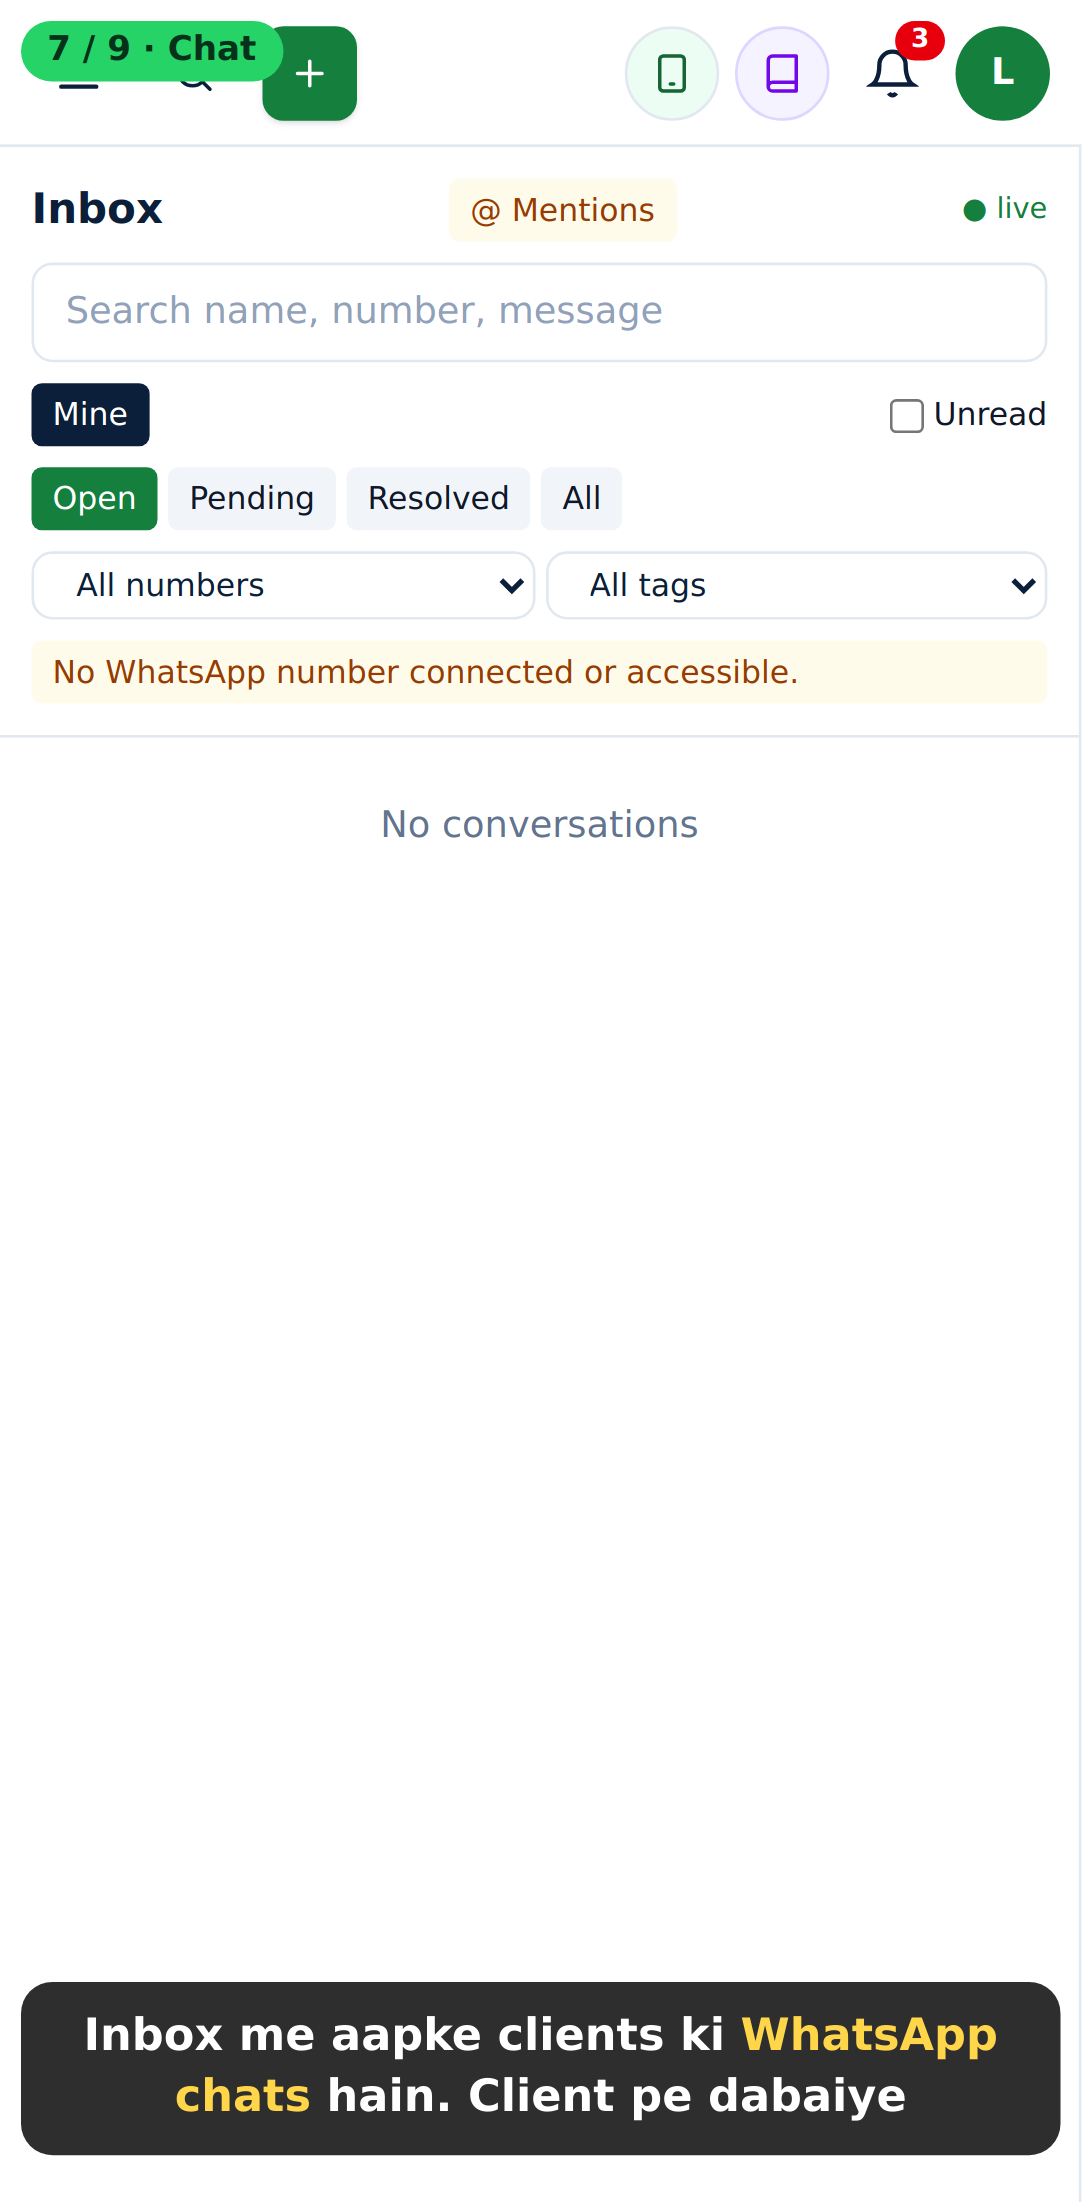 7 / 9 · Chat
+
3
L
Inbox
@ Mentions
● live
Search name, number, message
Mine
Unread
Open
Pending
Resolved
All
All numbers
All tags
No WhatsApp number connected or accessible.
No conversations
Inbox me aapke clients ki WhatsApp
chats hain. Client pe dabaiye